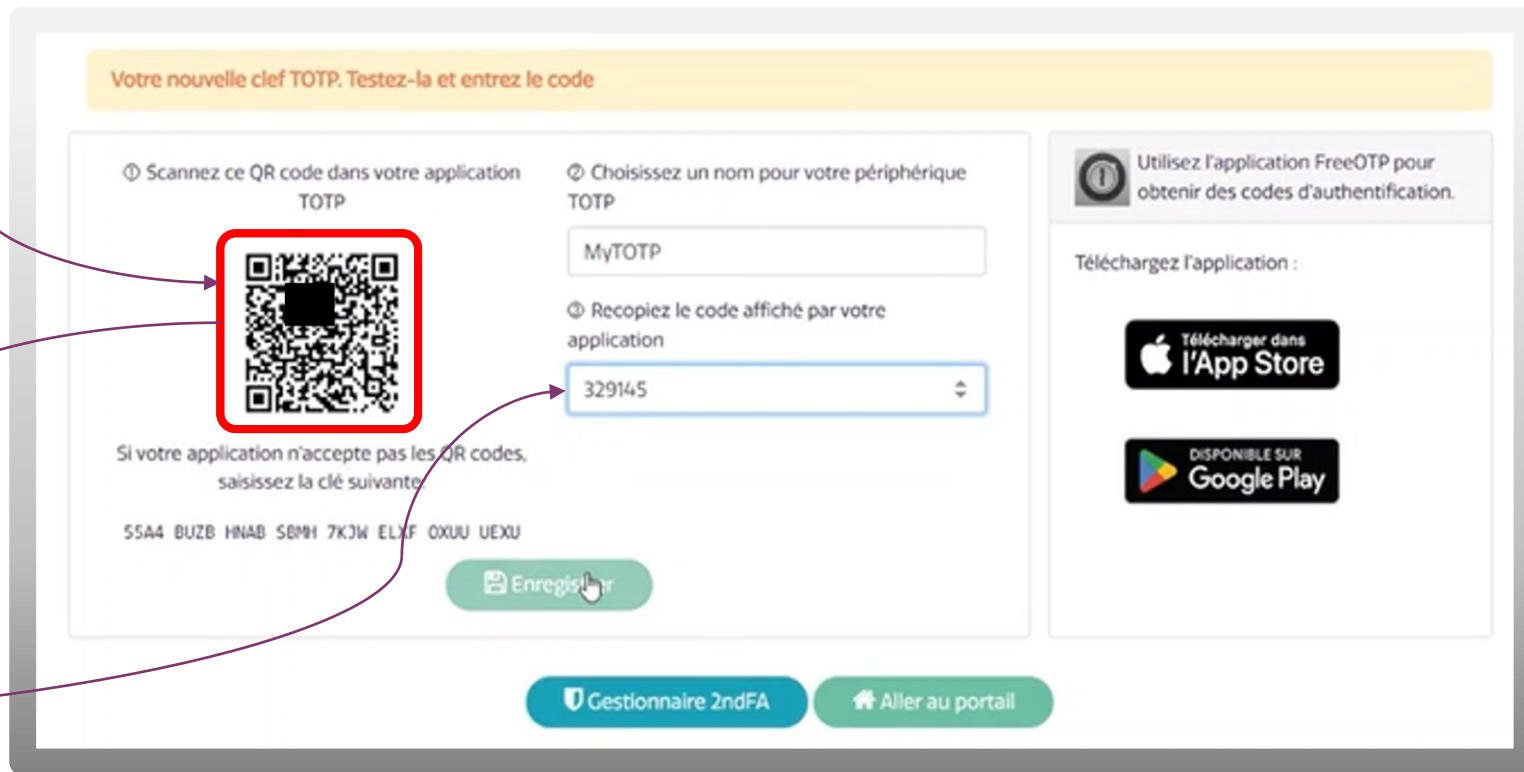 Votre nouvelle clef TOTP. Testez-la et entrez le code
① Scannez ce QR code dans votre application
TOTP
Si votre application n'accepte pas les QR codes,
saisissez la clé suivante.
55A4 BUZB HNAB SBMH 7KJW ELXF OXUU UEXU
② Choisissez un nom pour votre périphérique
TOTP
MyTOTP
③ Recopiez le code affiché par votre
application
329145
Enregistrer
Utilisez l'application FreeOTP pour
obtenir des codes d'authentification.
Téléchargez l'application :
Télécharger dans
l'App Store
DISPONIBLE SUR
Google Play
Gestionnaire 2ndFA
Aller au portail